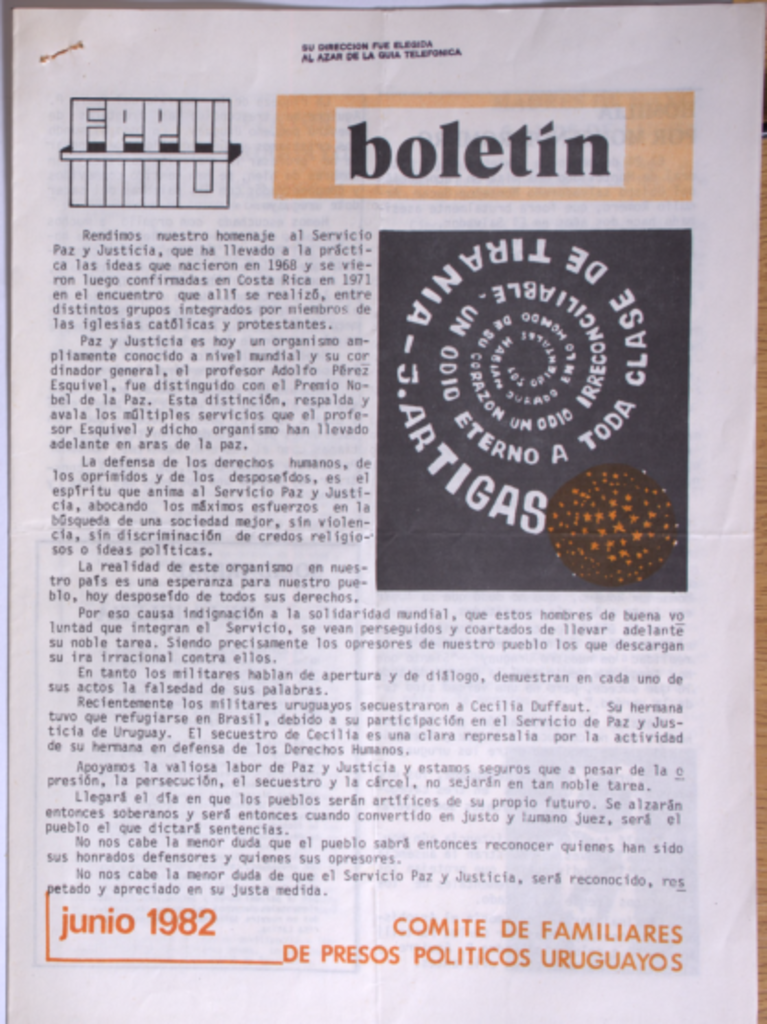 SU DIRECCION FUE ELEGIDA
AL AZAR DE LA GUIA TELEFONICA
boletín
Rendimos nuestro homenaje al Servicio
Paz y Justicia, que ha llevado a la prácti-
ca las ideas que nacieron en 1968 y se vie-
ron luego confirmadas en Costa Rica en 1971
en el encuentro que allí se realizó, entre
distintos grupos integrados por miembros de
las iglesias católicas y protestantes.
Paz y Justicia es hoy un organismo am-
pliamente conocido a nivel mundial y su cor
dinador general, el profesor Adolfo Pérez
Esquivel, fue distinguido con el Premio No-
bel de la Paz. Esta distinción, respalda y
avala los múltiples servicios que el profe-
sor Esquivel y dicho organismo han llevado
adelante en aras de la paz.
La defensa de los derechos humanos, de
los oprimidos y de los desposeídos, es el
espíritu que anima al Servicio Paz y Justi-
cia, abocando los máximos esfuerzos en la
búsqueda de una sociedad mejor, sin violen-
cia, sin discriminación de credos religio-
sos o ideas políticas.
La realidad de este organismo en nues-
tro país es una esperanza para nuestro pue-
blo, hoy desposeído de todos sus derechos.
Por eso causa indignación a la solidaridad mundial, que estos hombres de buena vo
luntad que integran el Servicio, se vean perseguidos y coartados de llevar adelante
su noble tarea. Siendo precisamente los opresores de nuestro pueblo los que descargan
su ira irracional contra ellos.
En tanto los militares hablan de apertura y de diálogo, demuestran en cada uno de
sus actos la falsedad de sus palabras.
Recientemente los militares uruguayos secuestraron a Cecilia Duffaut. Su hermana
tuvo que refugiarse en Brasil, debido a su participación en el Servicio de Paz y Jus-
ticia de Uruguay. El secuestro de Cecilia es una clara represalia por la actividad
de su hermana en defensa de los Derechos Humanos.
Apoyamos la valiosa labor de Paz y Justicia y estamos seguros que a pesar de la o
presión, la persecución, el secuestro y la cárcel, no sejarán en tan noble tarea.
Llegará el día en que los pueblos serán artífices de su propio futuro. Se alzarán
entonces soberanos y será entonces cuando convertido en justo y humano juez, será el
pueblo el que dictará sentencias.
No nos cabe la menor duda que el pueblo sabrá entonces reconocer quienes han sido
sus honrados defensores y quienes sus opresores.
No nos cabe la menor duda de que el Servicio Paz y Justicia, será reconocido, res
petado y apreciado en su justa medida.
EN LO HONDO DE SU CORAZON UN ODIO IRRECONCILIABLE - UN ODIO ETERNO A TODA CLASE DE TIRANIA - J. ARTIGAS
junio 1982
COMITE DE FAMILIARES
DE PRESOS POLITICOS URUGUAYOS